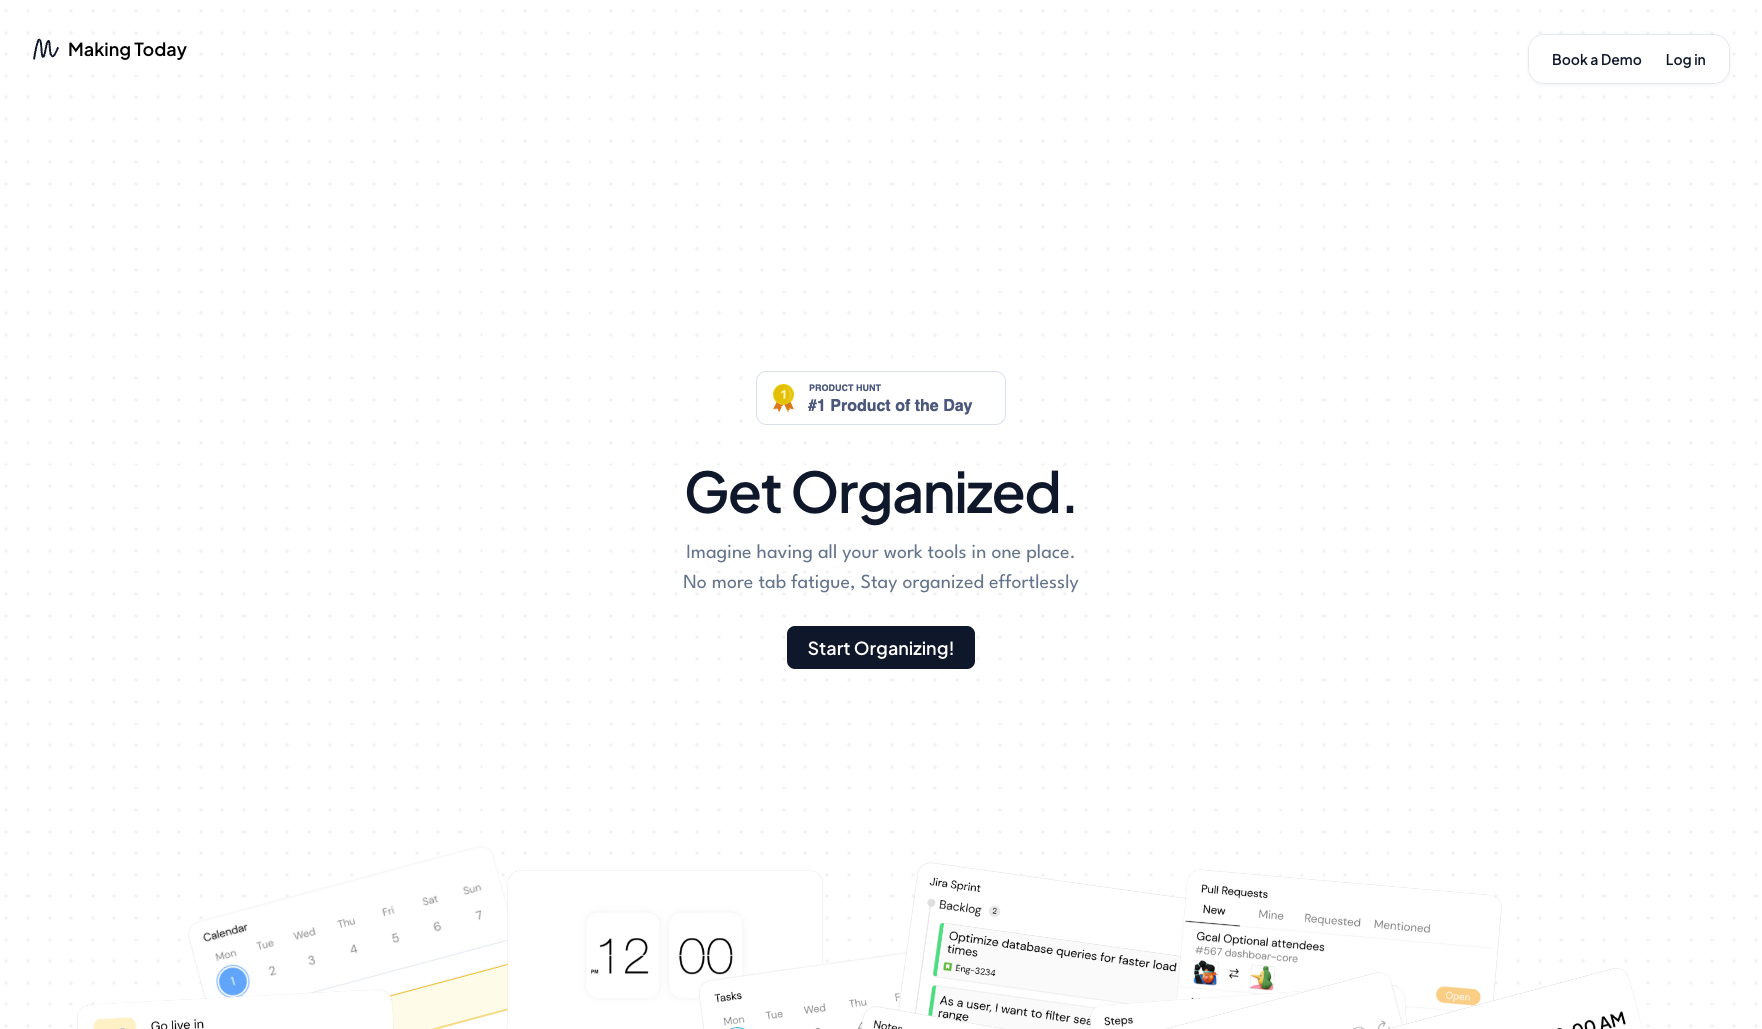 Making Today
Book a Demo
Log in
1
PRODUCT HUNT
#1 Product of the Day
Get Organized.
Imagine having all your work tools in one place.
No more tab fatigue, Stay organized effortlessly
Start Organizing!
Calendar
Mon Tue Wed Thu Fri Sat Sun
1 2 3 4 5 6 7
Go live in
PM 12 00
Tasks
Mon Tue Wed Thu
Notes
Jira Sprint
Backlog 2
Optimize database queries for faster load
times
Eng-3234
As a user, I want to filter
range
Steps
Pull Requests
New Mine Requested Mentioned
Gcal Optional attendees
#567 dashboar-core
Open
00 AM